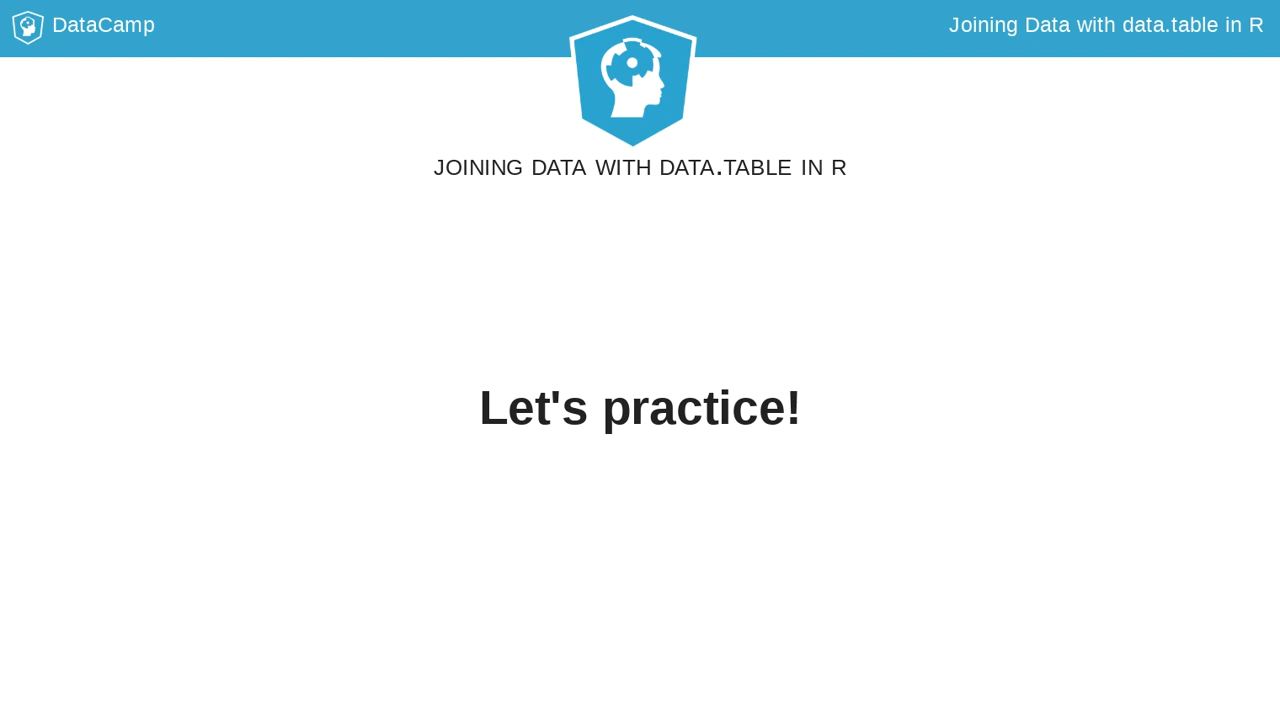 DataCamp
Joining Data with data.table in R
JOINING DATA WITH DATA.TABLE IN R
Let's practice!